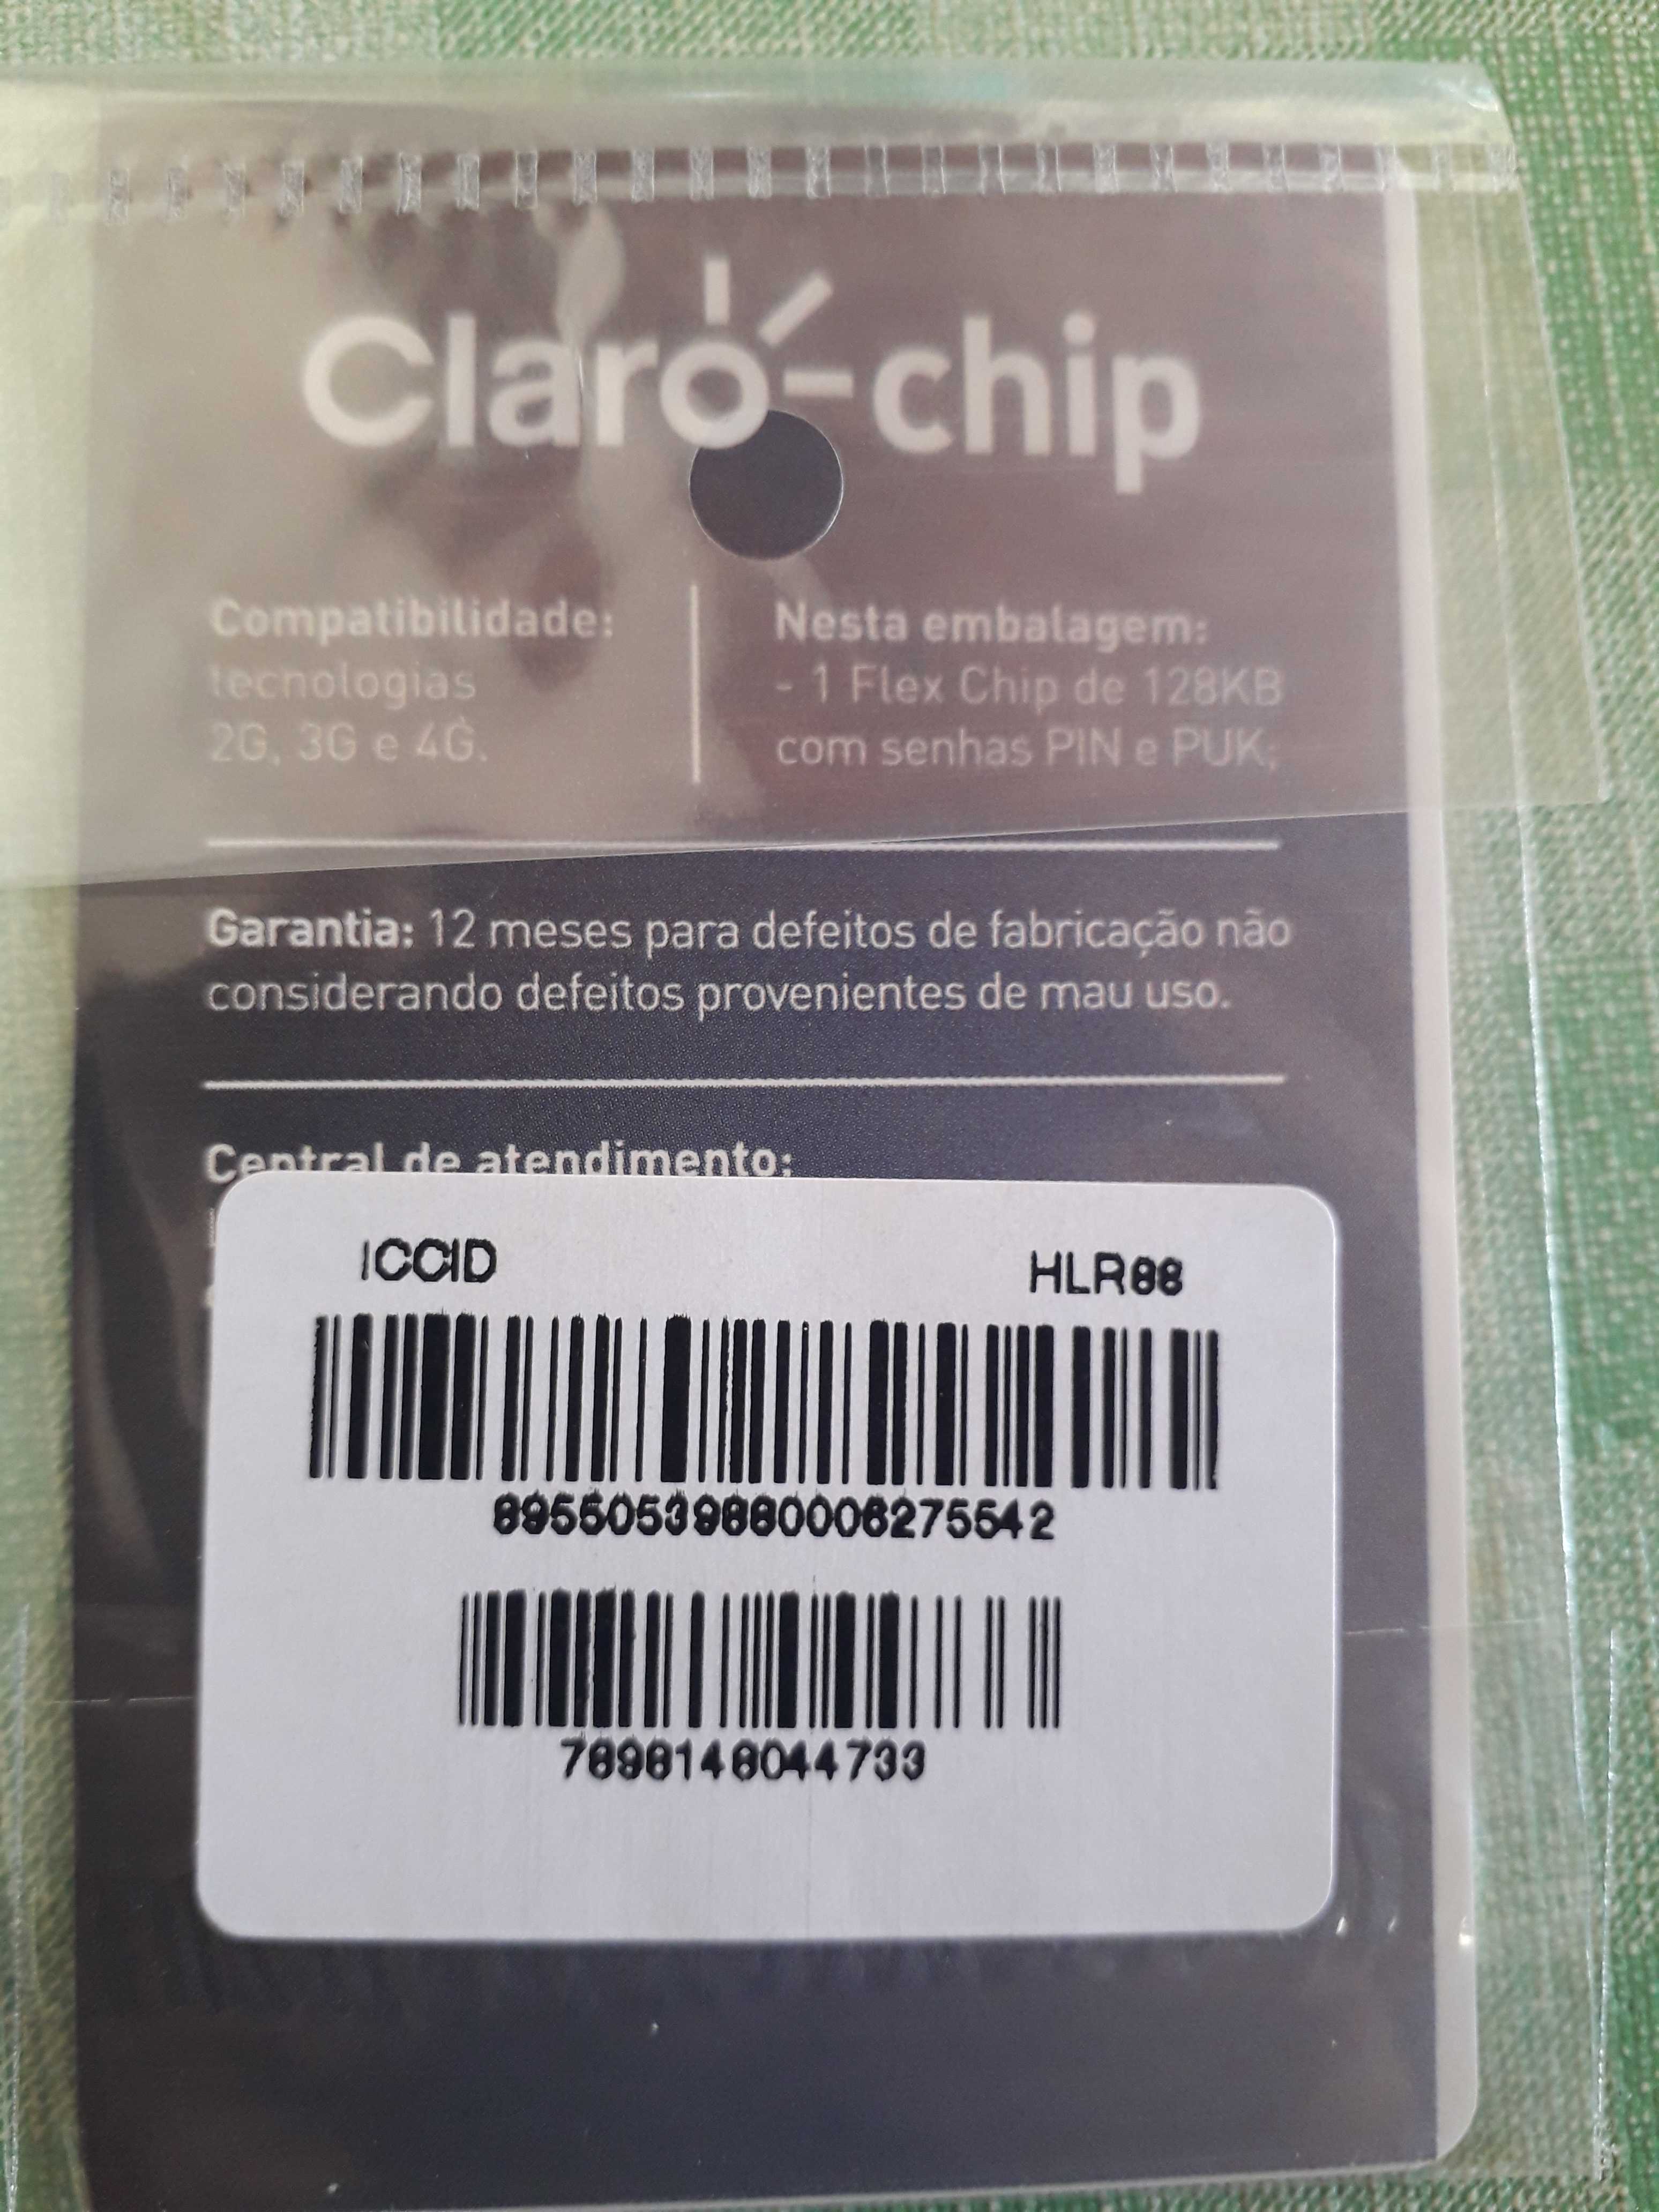 Claro-chip
Compatibilidade:
tecnologias
2G, 3G e 4G.
Nesta embalagem:
- 1 Flex Chip de 128KB
com senhas PIN e PUK;
Garantia: 12 meses para defeitos de fabricação não
considerando defeitos provenientes de mau uso.
Central de atendimento:
ICCID
HLR88
89550539880006275542
7898148044733